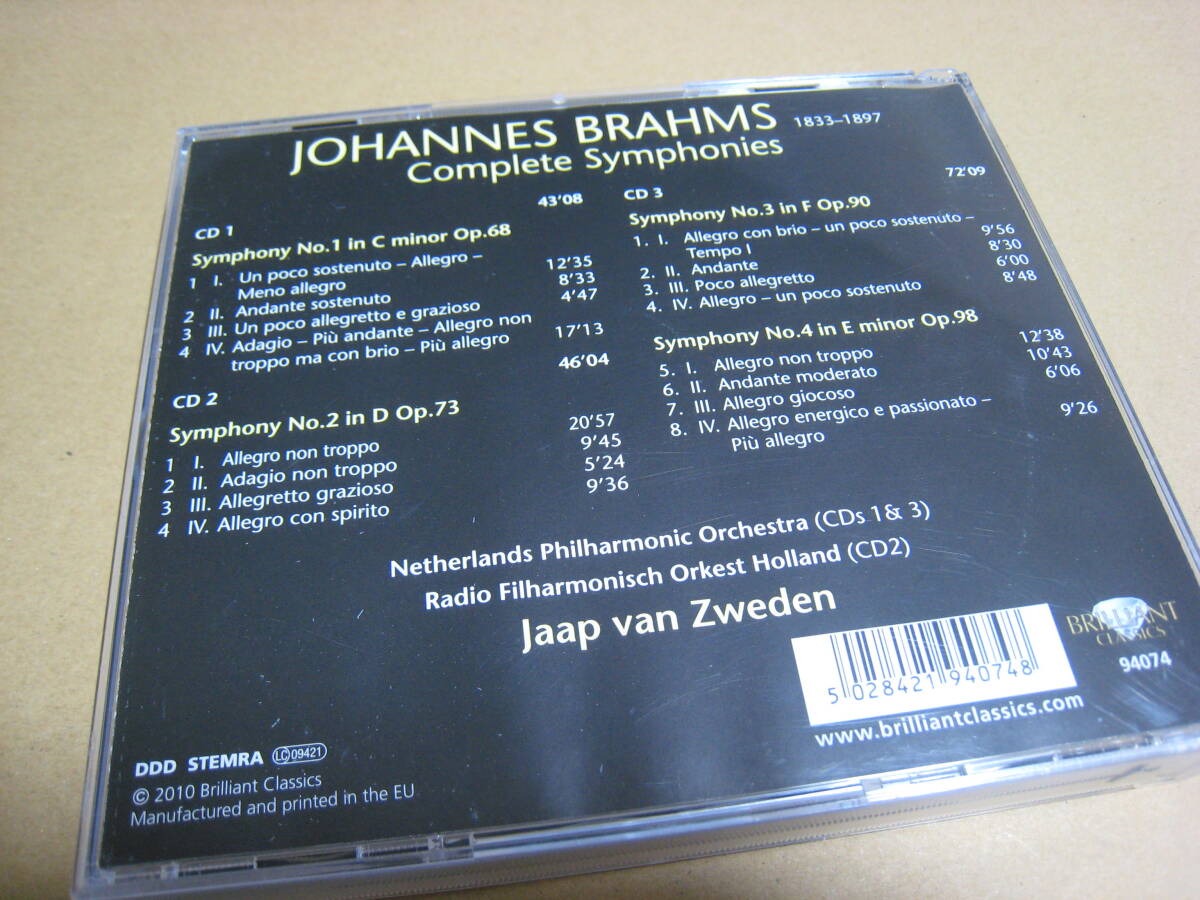 JOHANNES BRAHMS 1833–1897
Complete Symphonies
CD 1 43'08
Symphony No.1 in C minor Op.68
1 I. Un poco sostenuto – Allegro –
Meno allegro 12'35
2 II. Andante sostenuto 8'33
3 III. Un poco allegretto e grazioso 4'47
4 IV. Adagio – Più andante – Allegro non
troppo ma con brio – Più allegro 17'13
CD 2 46'04
Symphony No.2 in D Op.73
1 I. Allegro non troppo 20'57
2 II. Adagio non troppo 9'45
3 III. Allegretto grazioso 5'24
4 IV. Allegro con spirito 9'36
CD 3 72'09
Symphony No.3 in F Op.90
1. I. Allegro con brio – un poco sostenuto –
Tempo I 9'56
2. II. Andante 8'30
3. III. Poco allegretto 6'00
4. IV. Allegro – un poco sostenuto 8'48
Symphony No.4 in E minor Op.98
5. I. Allegro non troppo 12'38
6. II. Andante moderato 10'43
7. III. Allegro giocoso 6'06
8. IV. Allegro energico e passionato –
Più allegro 9'26
Netherlands Philharmonic Orchestra (CDs 1& 3)
Radio Filharmonisch Orkest Holland (CD2)
Jaap van Zweden
BRILLIANT
CLASSICS
94074
5 028421 940748
www.brilliantclassics.com
DDD STEMRA LC 09421
© 2010 Brilliant Classics
Manufactured and printed in the EU